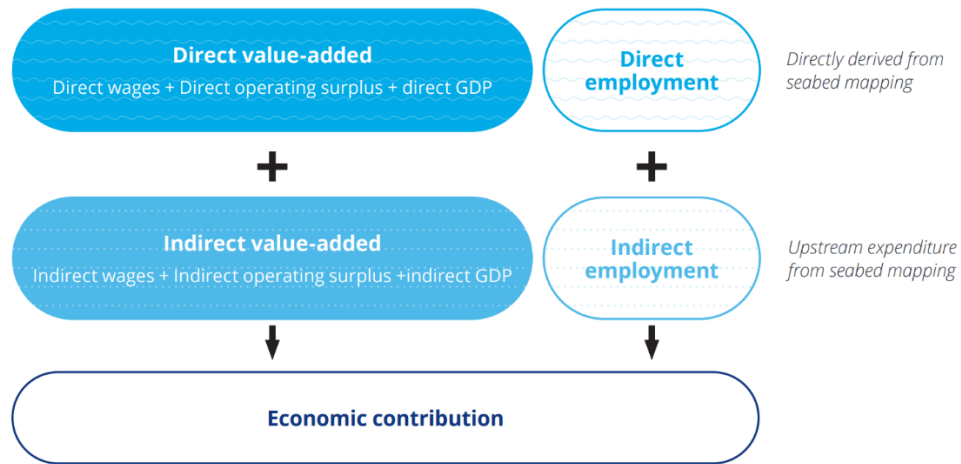 Direct value-added
Direct wages + Direct operating surplus + direct GDP
Direct
employment
Directly derived from
seabed mapping
+
+
Indirect value-added
Indirect wages + Indirect operating surplus +indirect GDP
Indirect
employment
Upstream expenditure
from seabed mapping
Economic contribution